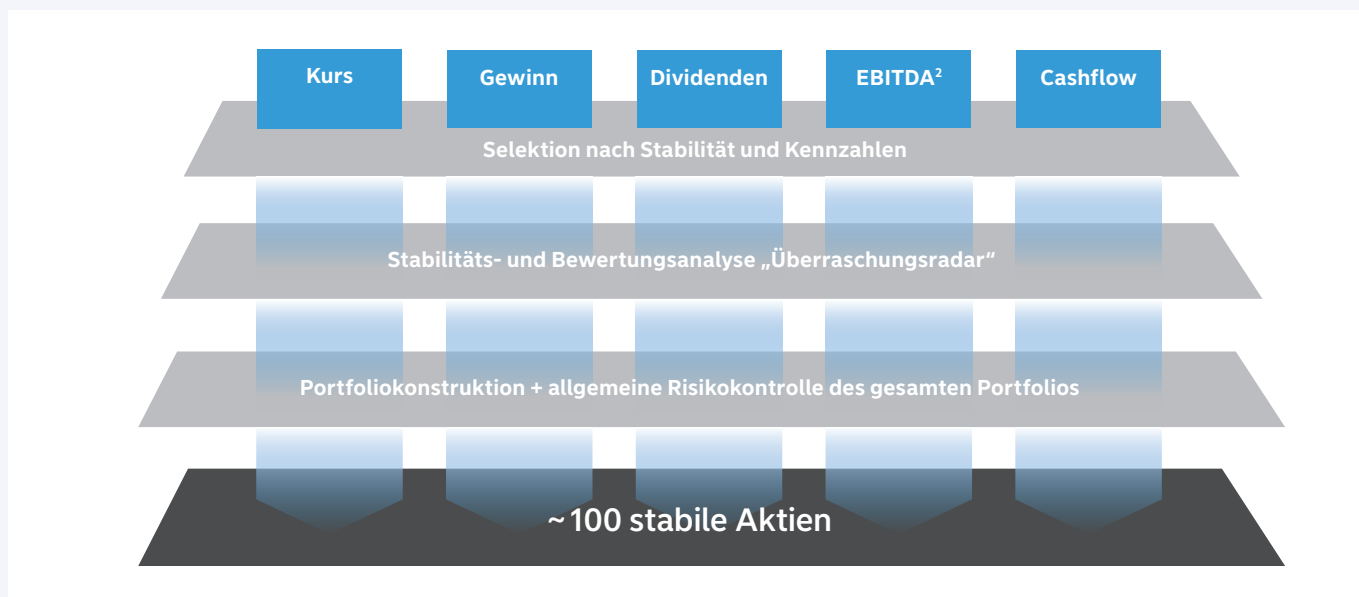 Kurs
Gewinn
Dividenden
EBITDA²
Cashflow
Selektion nach Stabilität und Kennzahlen
Stabilitäts- und Bewertungsanalyse „Überraschungsradar“
Portfoliokonstruktion + allgemeine Risikokontrolle des gesamten Portfolios
~ 100 stabile Aktien